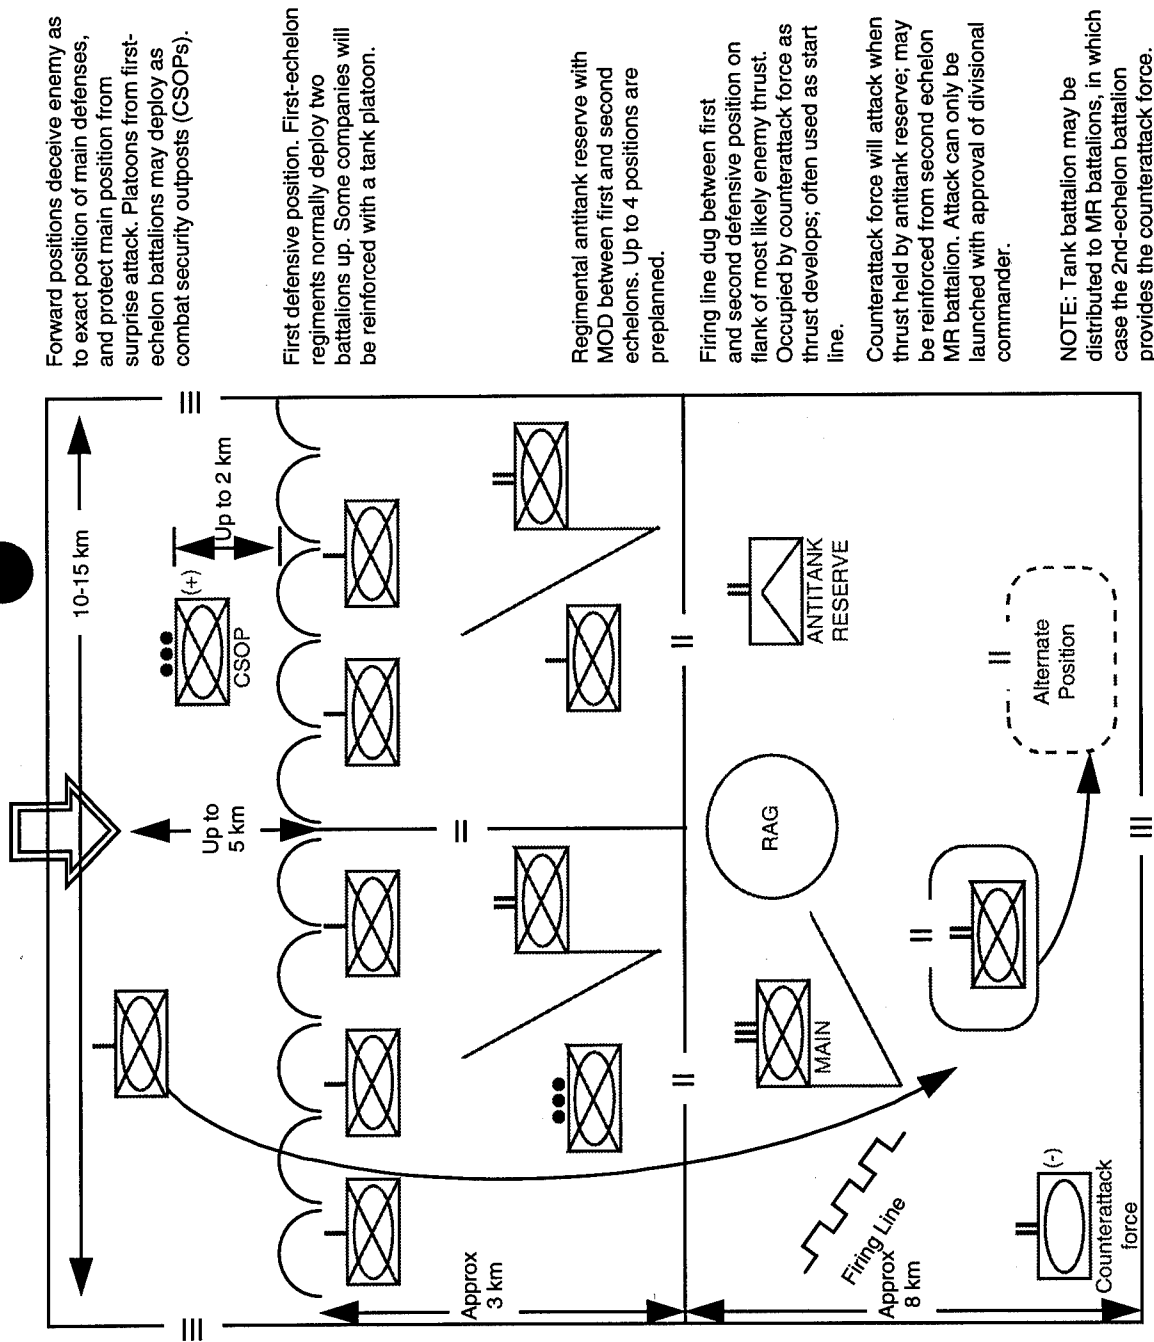 Forward positions deceive enemy as
to exact position of main defenses,
and protect main position from
surprise attack. Platoons from first-
echelon battalions may deploy as
combat security outposts (CSOPs).
First defensive position. First-echelon
regiments normally deploy two
battalions up. Some companies will
be reinforced with a tank platoon.
Regimental antitank reserve with
MOD between first and second
echelons. Up to 4 positions are
preplanned.
Firing line dug between first
and second defensive position on
flank of most likely enemy thrust.
Occupied by counterattack force as
thrust develops; often used as start
line.
Counterattack force will attack when
thrust held by antitank reserve; may
be reinforced from second echelon
MR battalion. Attack can only be
launched with approval of divisional
commander.
NOTE: Tank battalion may be
distributed to MR battalions, in which
case the 2nd-echelon battalion
provides the counterattack force.
10-15 km
Up to 2 km
(+)
CSOP
Up to
5 km
Approx
3 km
ANTITANK
RESERVE
RAG
MAIN
Alternate
Position
Firing Line
Approx
8 km
(-)
Counterattack
force